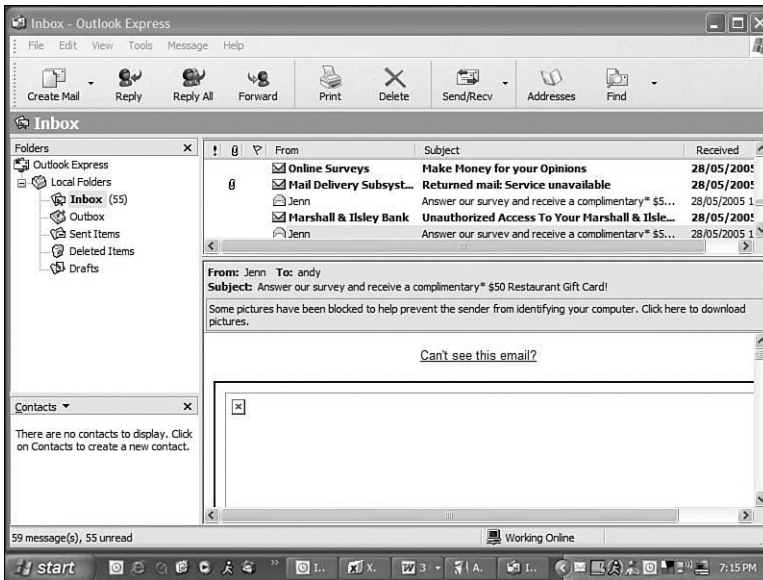 Inbox - Outlook Express
File Edit View Tools Message Help
Create Mail Reply Reply All Forward Print Delete Send/Recv Addresses Find
Inbox
Folders
Outlook Express
Local Folders
Inbox (55)
Outbox
Sent Items
Deleted Items
Drafts
! From Subject Received
Online Surveys Make Money for your Opinions 28/05/2005
Mail Delivery Subsyst... Returned mail: Service unavailable 28/05/2005
Jenn Answer our survey and receive a complimentary* $5... 28/05/2005 1
Marshall & Ilsley Bank Unauthorized Access To Your Marshall & Ilsle... 28/05/2005
Jenn Answer our survey and receive a complimentary* $5... 28/05/2005 1
From: Jenn To: andy
Subject: Answer our survey and receive a complimentary* $50 Restaurant Gift Card!
Some pictures have been blocked to help prevent the sender from identifying your computer. Click here to download
pictures.
Can't see this email?
Contacts
There are no contacts to display. Click
on Contacts to create a new contact.
59 message(s), 55 unread
Working Online
start I.. X. 3 A. I.. 7:15 PM